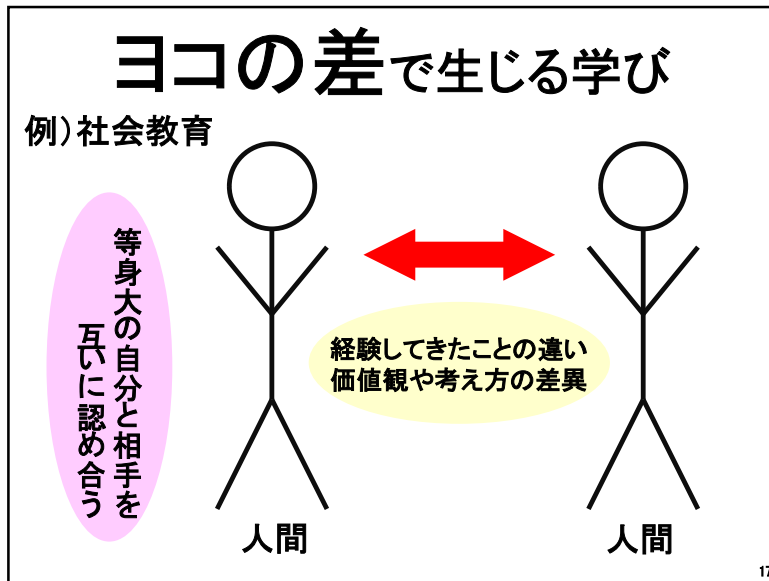 ヨコの差で生じる学び
例）社会教育
等身大の自分と相手を
互いに認め合う
経験してきたことの違い
価値観や考え方の差異
人間
人間
17